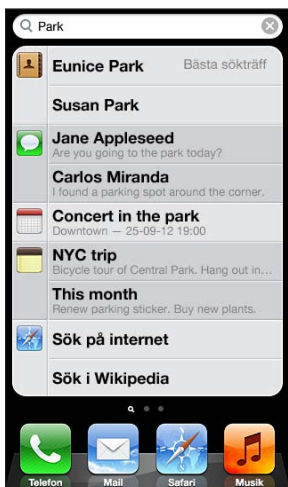 Park
Eunice Park Bästa sökträff
Susan Park
Jane Appleseed
Are you going to the park today?
Carlos Miranda
I found a parking spot around the corner.
Concert in the park
Downtown — 25-09-12 19:00
NYC trip
Bicycle tour of Central Park. Hang out in...
This month
Renew parking sticker. Buy new plants.
Sök på internet
Sök i Wikipedia
Telefon Mail Safari Musik